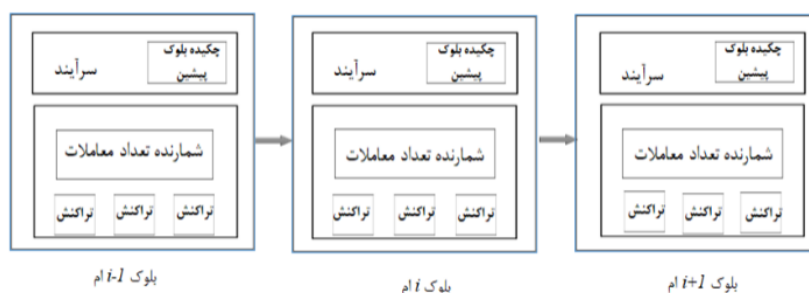 سرآیند
چکیده بلوک
پیشین
شمارنده تعداد معاملات
تراکنش تراکنش تراکنش
بلوک i-1 ام
سرآیند
چکیده بلوک
پیشین
شمارنده تعداد معاملات
تراکنش تراکنش تراکنش
بلوک i ام
سرآیند
چکیده بلوک
پیشین
شمارنده تعداد معاملات
تراکنش تراکنش تراکنش
بلوک i+1 ام